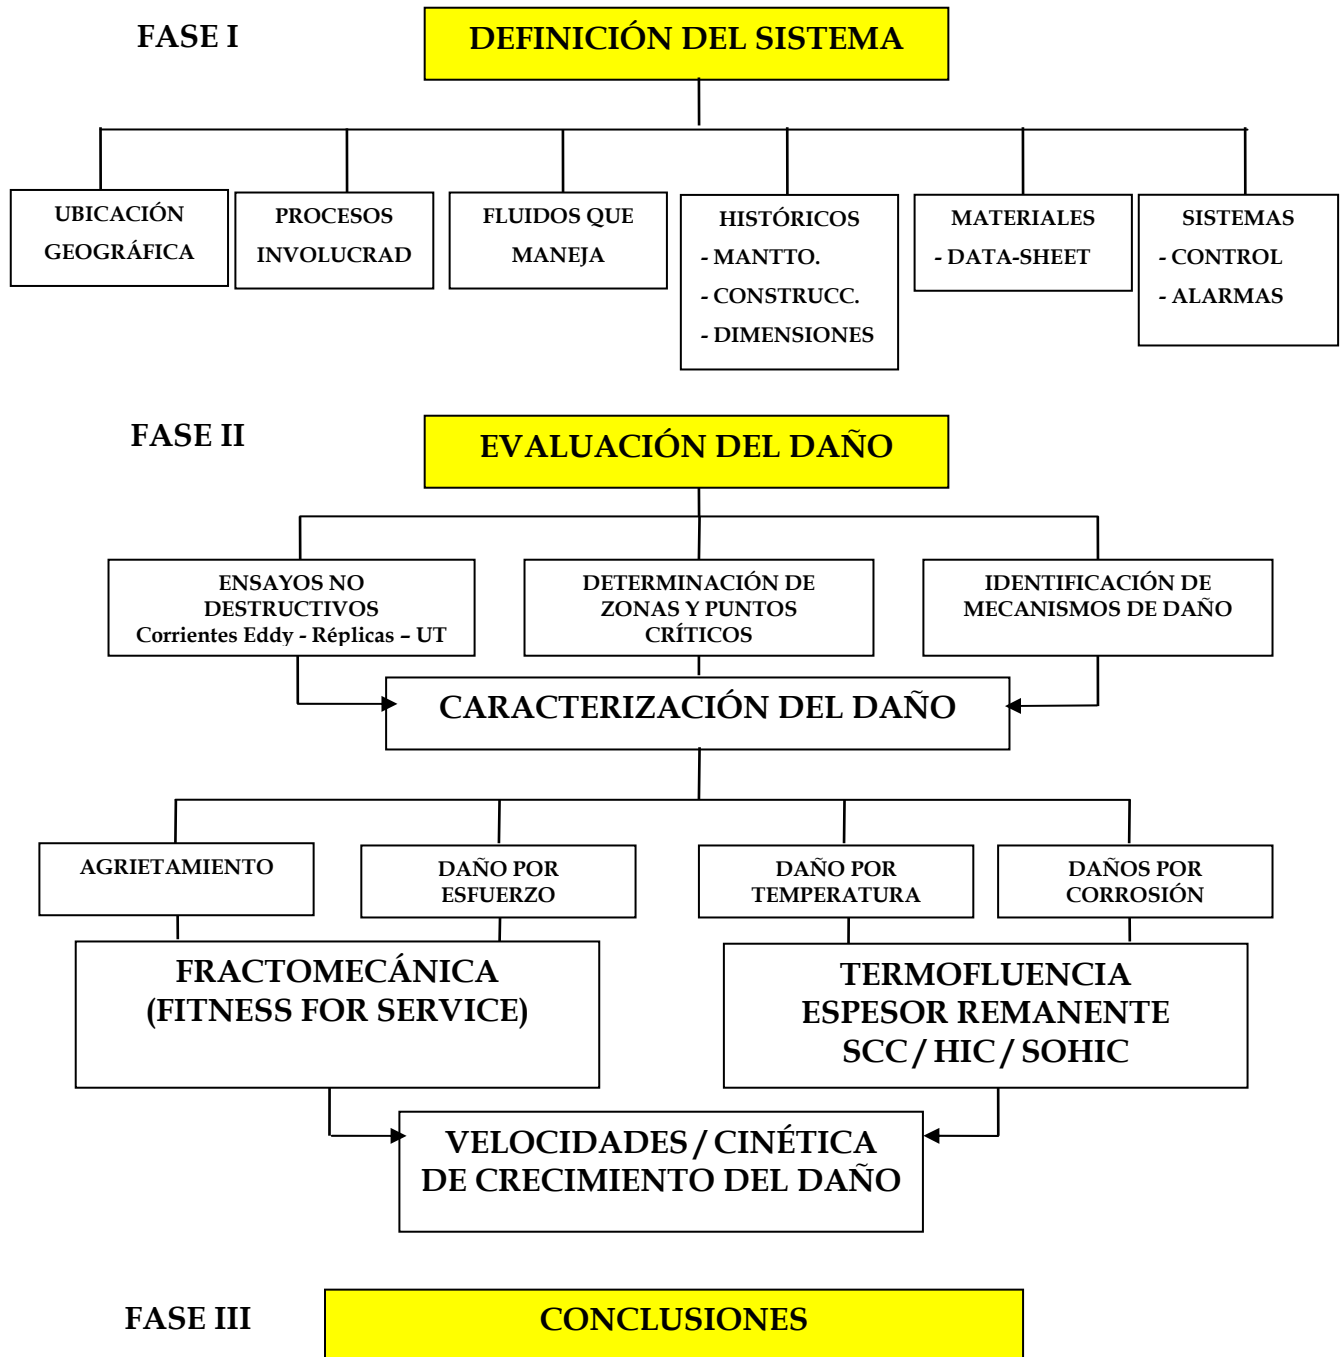 FASE I
DEFINICIÓN DEL SISTEMA
UBICACIÓN
GEOGRÁFICA
PROCESOS
INVOLUCRAD
FLUIDOS QUE
MANEJA
HISTÓRICOS
- MANTTO.
- CONSTRUCC.
- DIMENSIONES
MATERIALES
- DATA-SHEET
SISTEMAS
- CONTROL
- ALARMAS
FASE II
EVALUACIÓN DEL DAÑO
ENSAYOS NO
DESTRUCTIVOS
Corrientes Eddy - Réplicas – UT
DETERMINACIÓN DE
ZONAS Y PUNTOS
CRÍTICOS
IDENTIFICACIÓN DE
MECANISMOS DE DAÑO
CARACTERIZACIÓN DEL DAÑO
AGRIETAMIENTO
DAÑO POR
ESFUERZO
DAÑO POR
TEMPERATURA
DAÑOS POR
CORROSIÓN
FRACTOMECÁNICA
(FITNESS FOR SERVICE)
TERMOFLUENCIA
ESPESOR REMANENTE
SCC / HIC / SOHIC
VELOCIDADES / CINÉTICA
DE CRECIMIENTO DEL DAÑO
FASE III
CONCLUSIONES